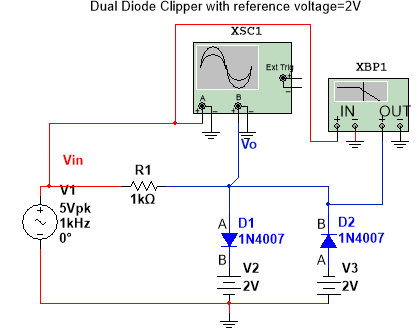 Dual Diode Clipper with reference voltage=2V
XSC1
Ext Trig
+
-
A
B
+
-
+
-
XBP1
IN
OUT
+
-
+
-
Vo
Vin
V1
5Vpk
1kHz
0°
R1
1kΩ
A
D1
1N4007
B
B
D2
1N4007
A
V2
2V
V3
2V